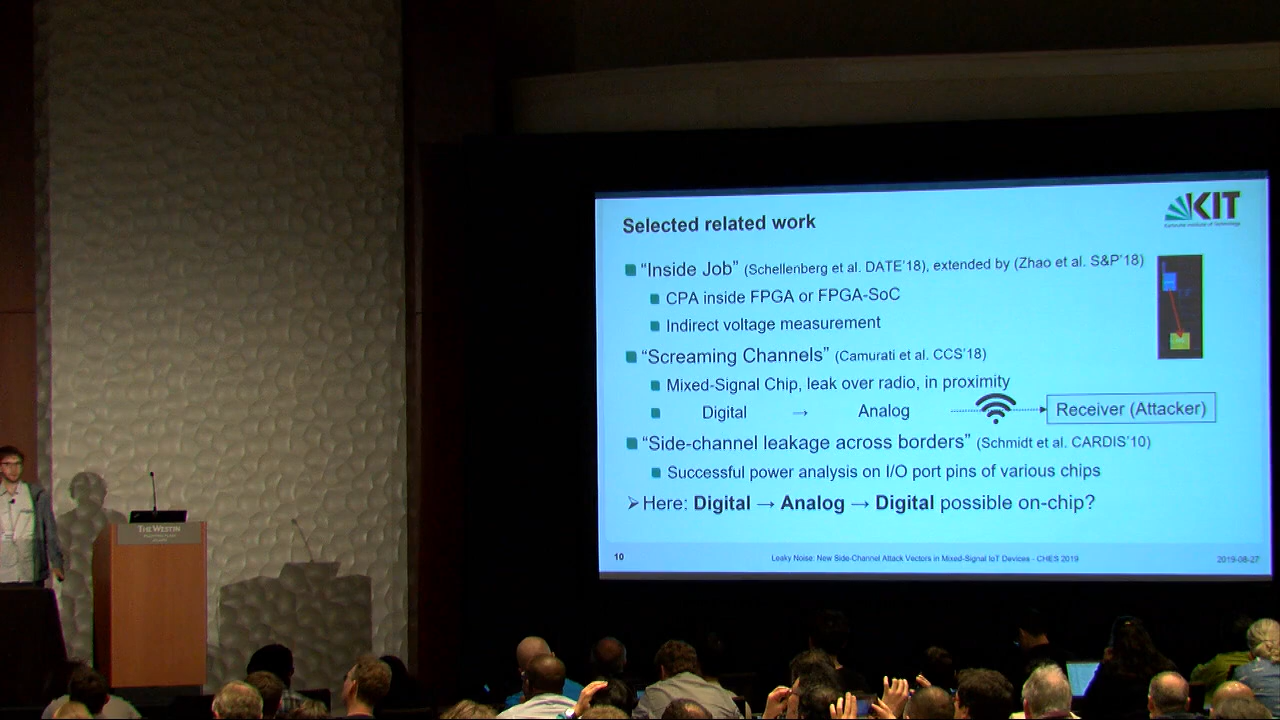 THE WESTIN
Selected related work
KIT
Karlsruhe Institute of Technology
"Inside Job" (Schellenberg et al. DATE'18), extended by (Zhao et al. S&P'18)
CPA inside FPGA or FPGA-SoC
Indirect voltage measurement
"Screaming Channels" (Camurati et al. CCS'18)
Mixed-Signal Chip, leak over radio, in proximity
Digital → Analog Receiver (Attacker)
"Side-channel leakage across borders" (Schmidt et al. CARDIS'10)
Successful power analysis on I/O port pins of various chips
Here: Digital → Analog → Digital possible on-chip?
10 Leaky Noise: New Side-Channel Attack Vectors in Mixed-Signal IoT Devices - CHES 2019 2019-08-27